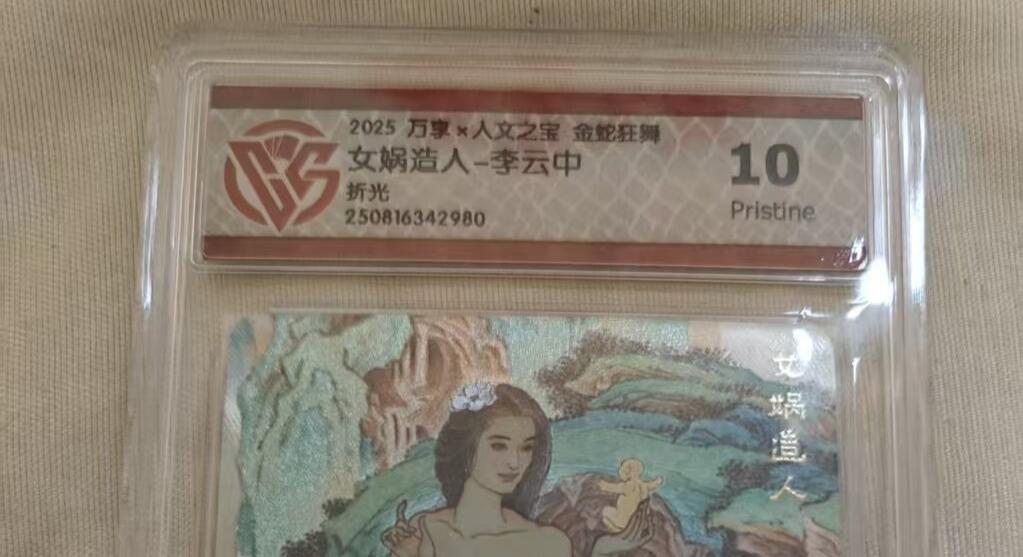 2025 万享×人文之宝 金蛇狂舞
女娲造人-李云中
折光
250816342980
10
Pristine
女娲造人